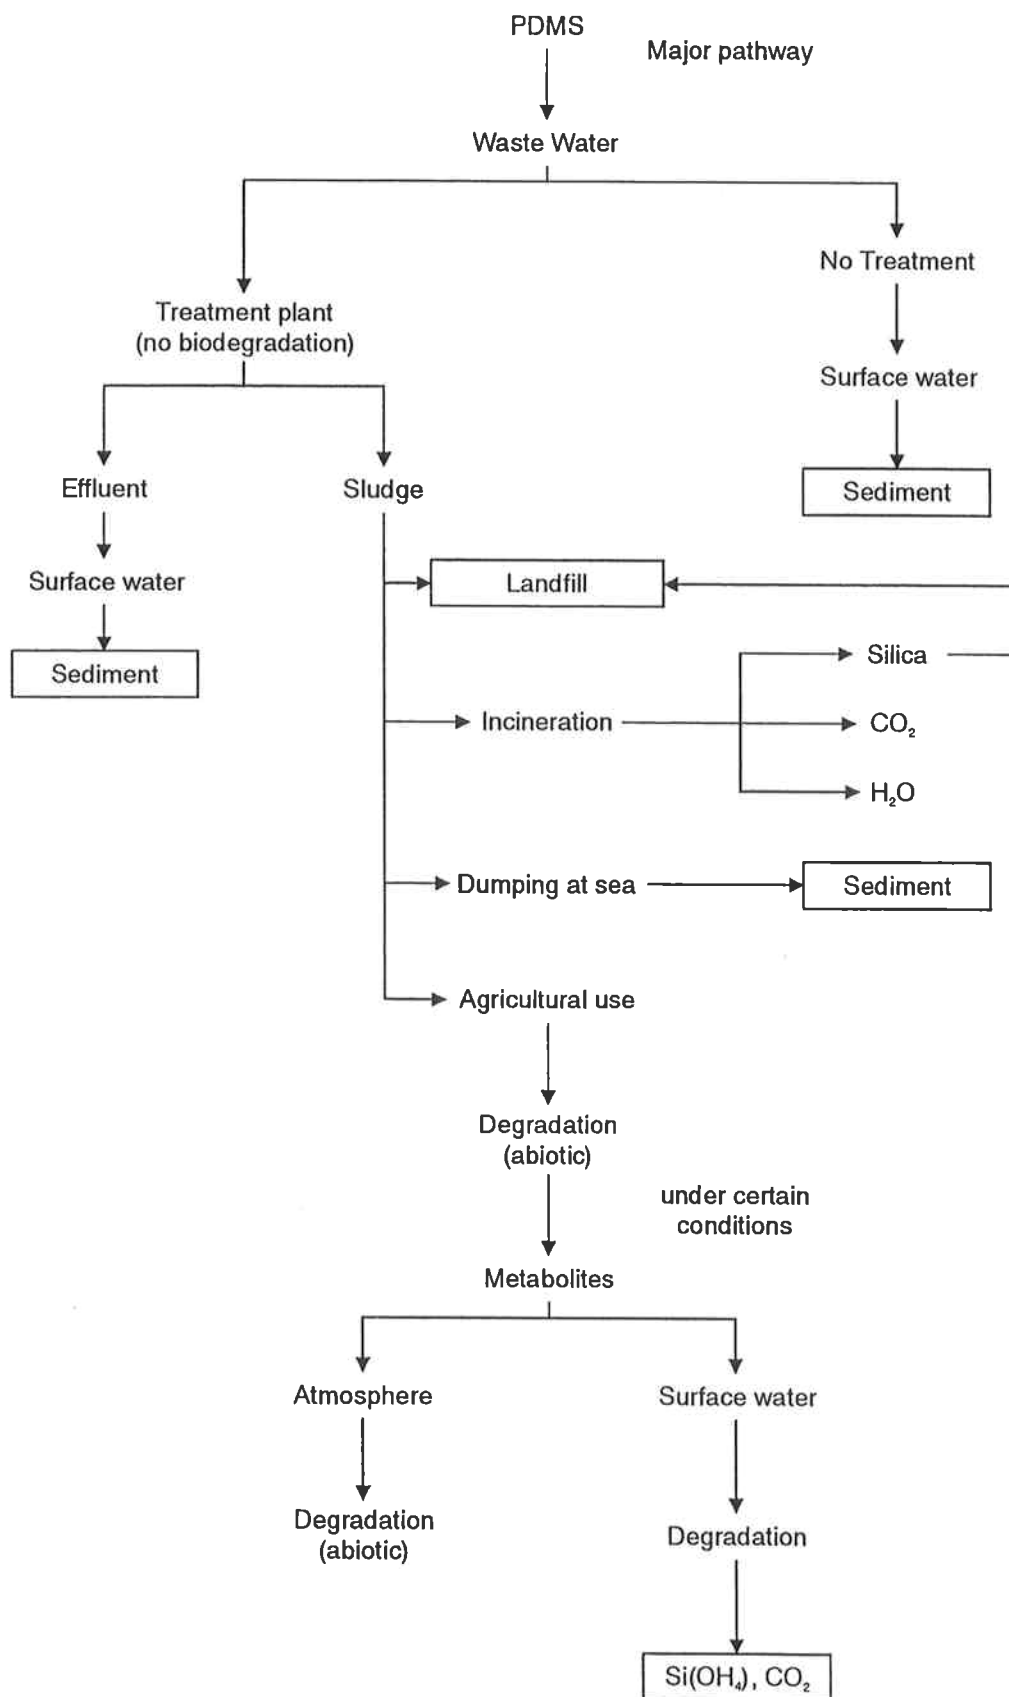 PDMS
Major pathway
Waste Water
No Treatment
Treatment plant
(no biodegradation)
Surface water
Effluent
Sludge
Sediment
Surface water
Landfill
Sediment
Silica
Incineration
CO₂
H₂O
Dumping at sea
Sediment
Agricultural use
Degradation
(abiotic)
under certain
conditions
Metabolites
Atmosphere
Surface water
Degradation
(abiotic)
Degradation
Si(OH₄), CO₂